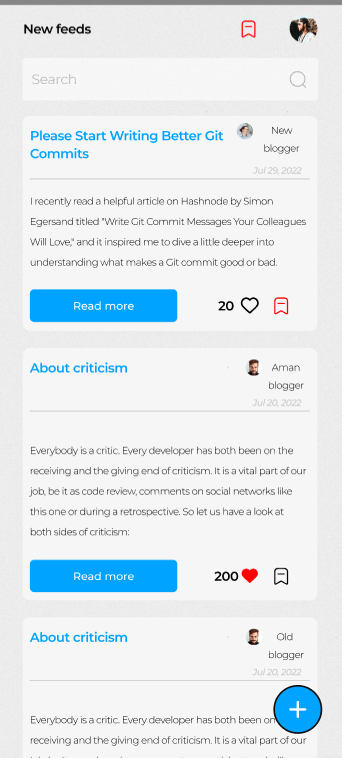 New feeds
Search
Please Start Writing Better Git
Commits
New
blogger
Jul 29, 2022
I recently read a helpful article on Hashnode by Simon
Egersand titled "Write Git Commit Messages Your Colleagues
Will Love," and it inspired me to dive a little deeper into
understanding what makes a Git commit good or bad.
Read more
20
About criticism
Aman
blogger
Jul 20, 2022
Everybody is a critic. Every developer has both been on the
receiving and the giving end of criticism. It is a vital part of our
job, be it as code review, comments on social networks like
this one or during a retrospective. So let us have a look at
both sides of criticism:
Read more
200
About criticism
Old
blogger
Jul 20, 2022
Everybody is a critic. Every developer has both been on
receiving and the giving end of criticism. It is a vital part of our